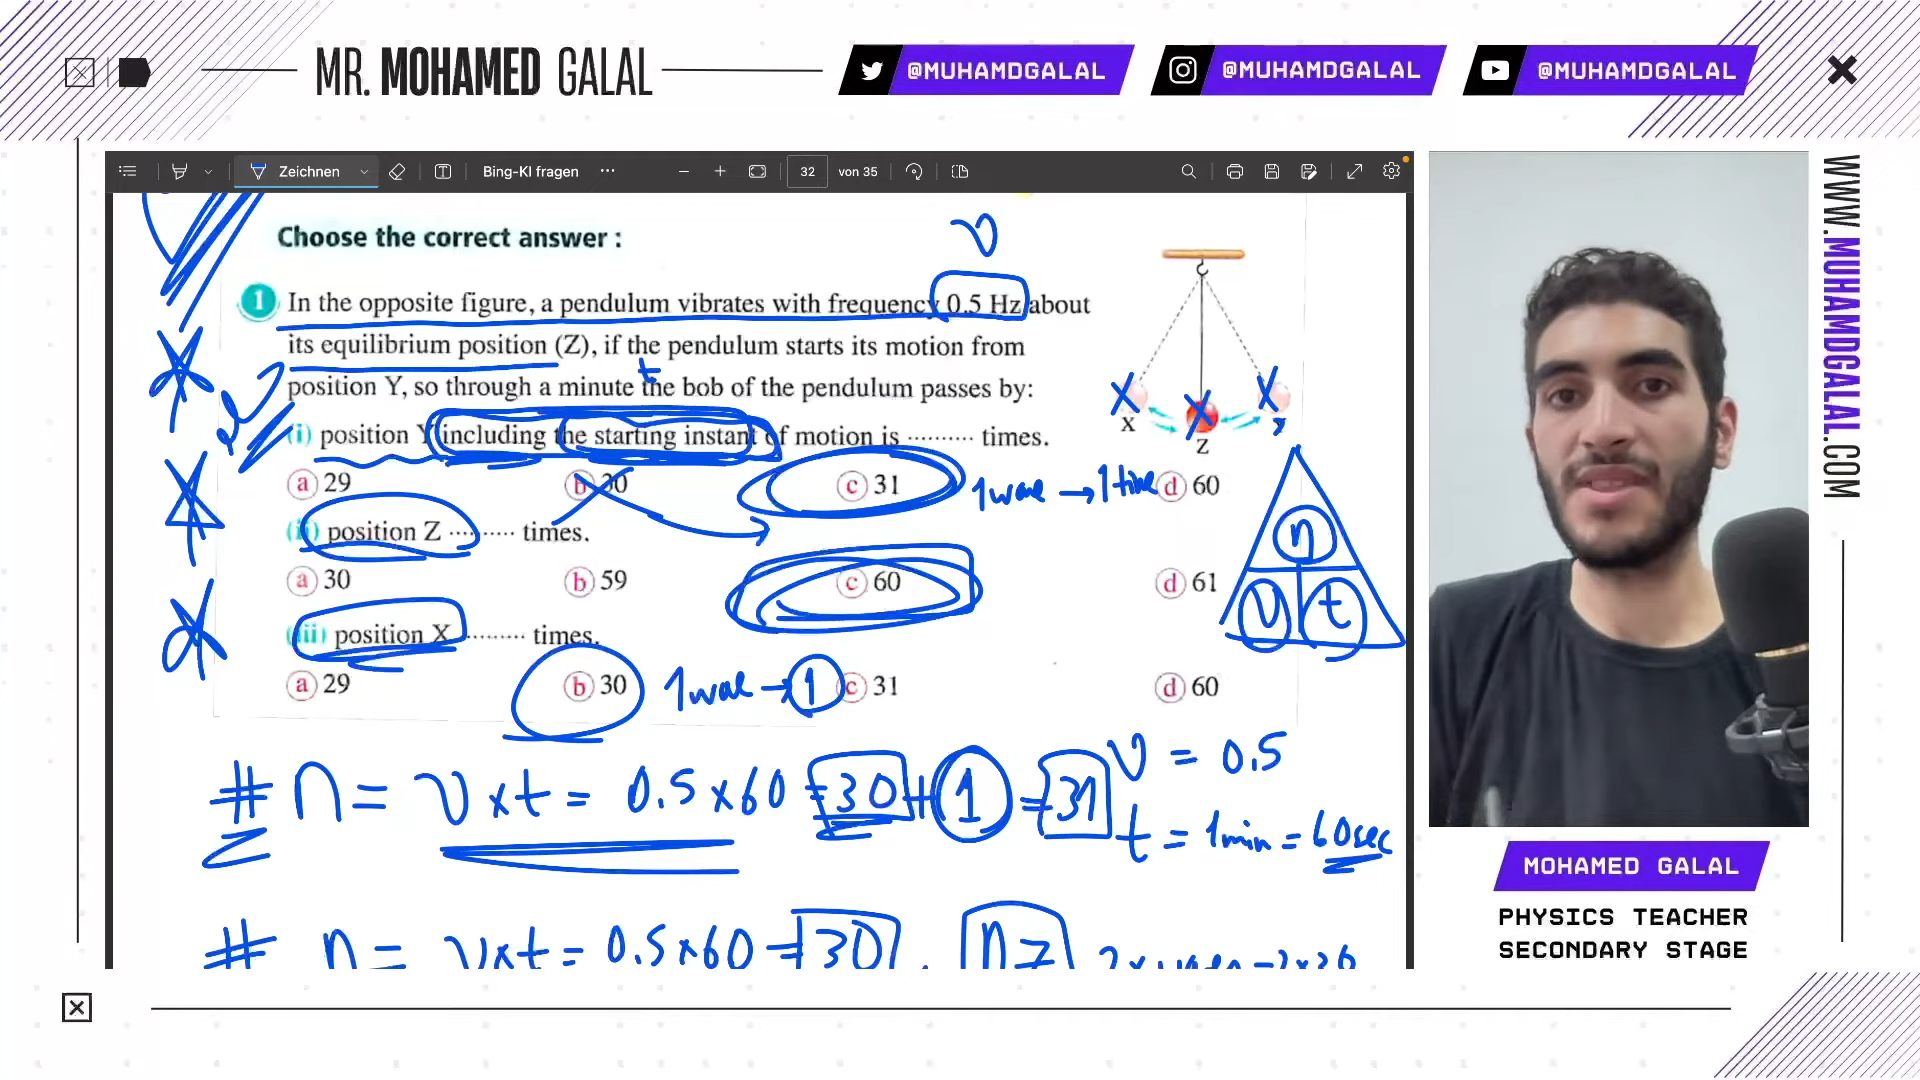 MR. MOHAMED GALAL
@MUHAMDGALAL
@MUHAMDGALAL
@MUHAMDGALAL
Zeichnen
Bing-KI fragen
32 von 35
WWW.MUHAMDGALAL.COM
Choose the correct answer :
ν
1 In the opposite figure, a pendulum vibrates with frequency 0.5 Hz about
its equilibrium position (Z), if the pendulum starts its motion from
t
position Y, so through a minute the bob of the pendulum passes by:
(i) position Y including the starting instant of motion is .......... times.
a 29
b 30
c 31
1 wave → 1 time
d 60
(ii) position Z .......... times.
a 30
b 59
c 60
d 61
(iii) position X .......... times.
a 29
b 30
1 wave → 1
c 31
d 60
X
Z
n
ν t
# n = ν x t = 0.5 x 60 = 30 + 1 = 31
ν = 0.5
t = 1 min = 60 sec
# n = ν x t = 0.5 x 60 = 30
MOHAMED GALAL
PHYSICS TEACHER
SECONDARY STAGE